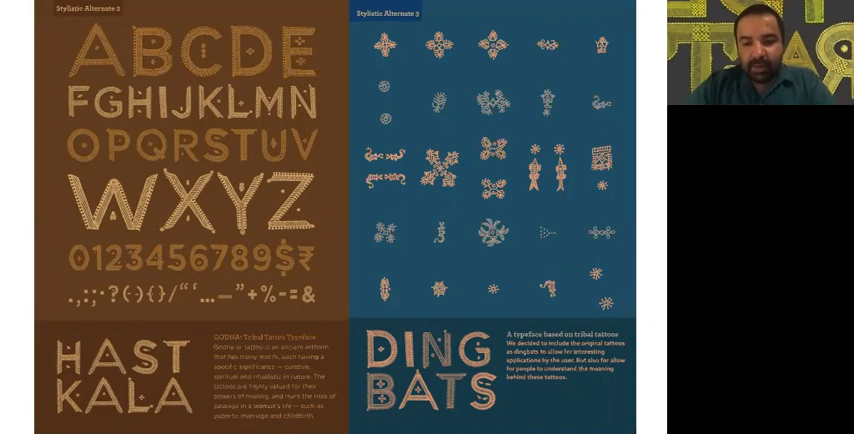 Stylistic Alternate 2
ABCDE
FGHIJKLMN
OPQRSTUV
WXYZ
0123456789$₹
.,:;·?(-){}/“‘…—”+%-=&
HAST
KALA
GODNA: Tribal Tattoo Typeface
Godna or tattoo is an ancient artform
that has many motifs, each having a
specific significance — curative,
spiritual and ritualistic in nature. The
tattoos are highly valued for their
powers of healing, and mark the rites of
passage in a woman's life — such as
puberty, marriage and childbirth.
Stylistic Alternate 3
DING
BATS
A typeface based on tribal tattoos
We decided to include the original tattoos
as dingbats to allow for interesting
applications by the user. But also for allow
for people to understand the meaning
behind these tattoos.